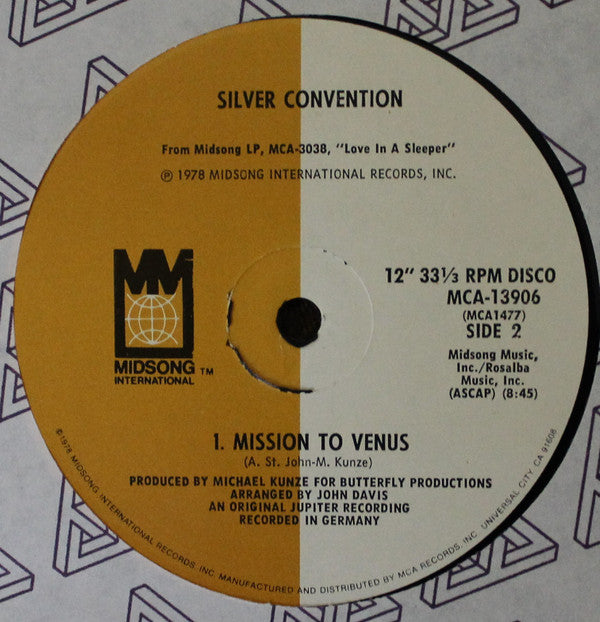 SILVER CONVENTION
From Midsong LP, MCA-3038, "Love In A Sleeper"
Ⓟ 1978 MIDSONG INTERNATIONAL RECORDS, INC.
MM
MIDSONG TM
INTERNATIONAL
12" 33⅓ RPM DISCO
MCA-13906
(MCA1477)
SIDE 2
Midsong Music,
Inc./Rosalba
Music, Inc.
(ASCAP) (8:45)
1. MISSION TO VENUS
(A. St. John-M. Kunze)
PRODUCED BY MICHAEL KUNZE FOR BUTTERFLY PRODUCTIONS
ARRANGED BY JOHN DAVIS
AN ORIGINAL JUPITER RECORDING
RECORDED IN GERMANY
©1978 MIDSONG INTERNATIONAL RECORDS, INC. MANUFACTURED AND DISTRIBUTED BY MCA RECORDS, INC. UNIVERSAL CITY, CA 91608